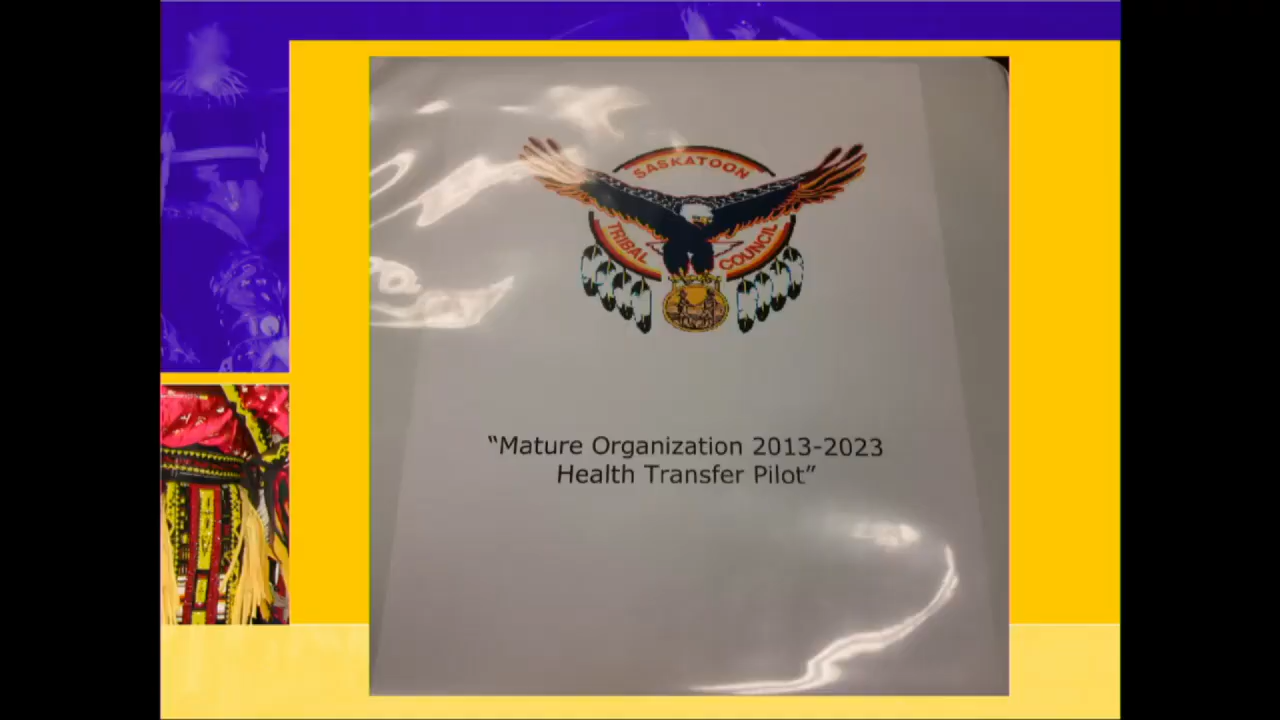 SASKATOON
TRIBAL COUNCIL
“Mature Organization 2013-2023
Health Transfer Pilot”